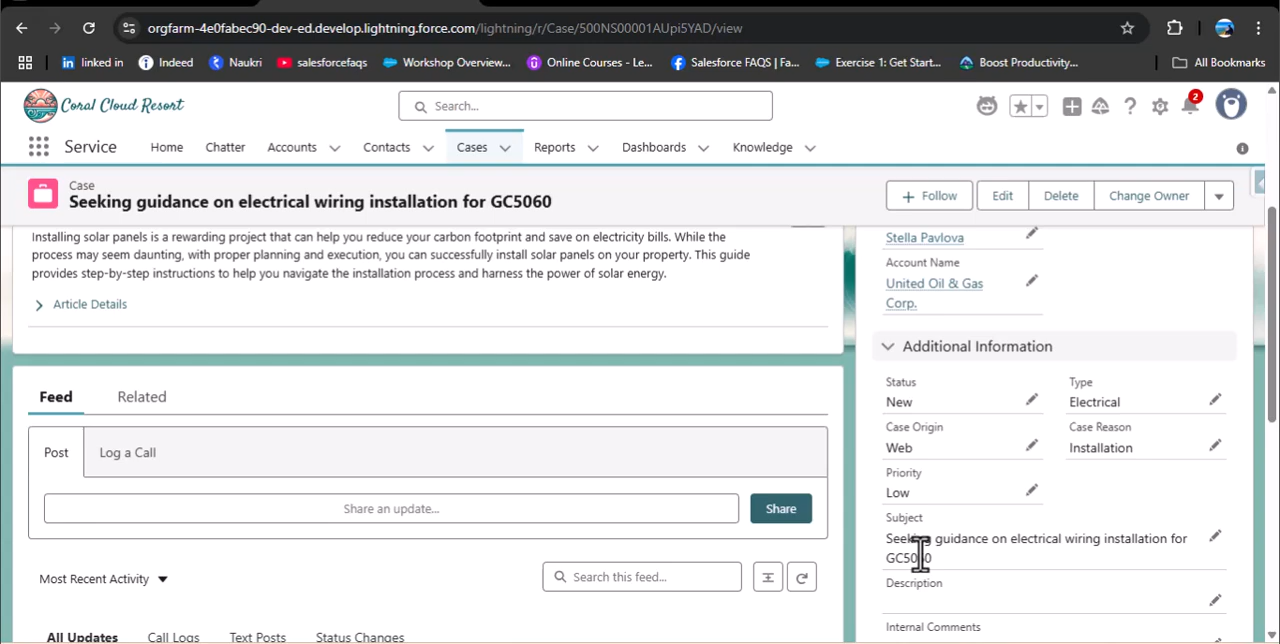 orgfarm-4e0fabec90-dev-ed.develop.lightning.force.com/lightning/r/Case/500NS00001AUpi5YAD/view
linked in
Indeed
Naukri
salesforcefaqs
Workshop Overview...
Online Courses - Le...
Salesforce FAQS | Fa...
Exercise 1: Get Start...
Boost Productivity...
All Bookmarks
Coral Cloud Resort
Search...
2
Service
Home
Chatter
Accounts
Contacts
Cases
Reports
Dashboards
Knowledge
Case
Seeking guidance on electrical wiring installation for GC5060
Follow
Edit
Delete
Change Owner
Installing solar panels is a rewarding project that can help you reduce your carbon footprint and save on electricity bills. While the
process may seem daunting, with proper planning and execution, you can successfully install solar panels on your property. This guide
provides step-by-step instructions to help you navigate the installation process and harness the power of solar energy.
Article Details
Feed
Related
Post
Log a Call
Share an update...
Share
Most Recent Activity
Search this feed...
All Updates
Call Logs
Text Posts
Status Changes
Stella Pavlova
Account Name
United Oil & Gas
Corp.
Additional Information
Status
New
Type
Electrical
Case Origin
Web
Case Reason
Installation
Priority
Low
Subject
Seeking guidance on electrical wiring installation for
GC5060
Description
Internal Comments